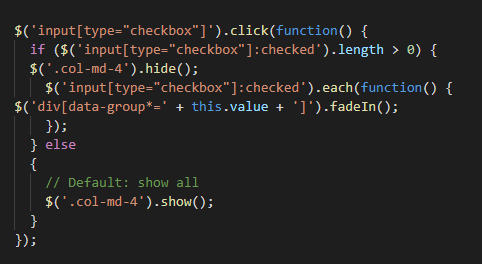 $('input[type="checkbox"]').click(function() {
if ($('input[type="checkbox"]:checked').length > 0) {
$('.col-md-4').hide();
$('input[type="checkbox"]:checked').each(function() {
$('div[data-group*=' + this.value + ']').fadeIn();
});
} else
{
// Default: show all
$('.col-md-4').show();
}
});